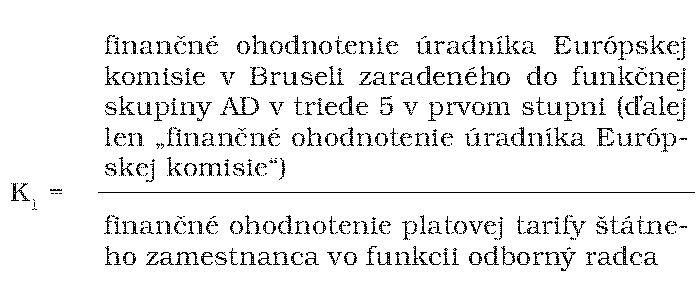 finančné ohodnotenie úradníka Európskej
komisie v Bruseli zaradeného do funkčnej
skupiny AD v triede 5 v prvom stupni (ďalej
len „finančné ohodnotenie úradníka Európ-
skej komisie“)
K₁ =
finančné ohodnotenie platovej tarify štátne-
ho zamestnanca vo funkcii odborný radca